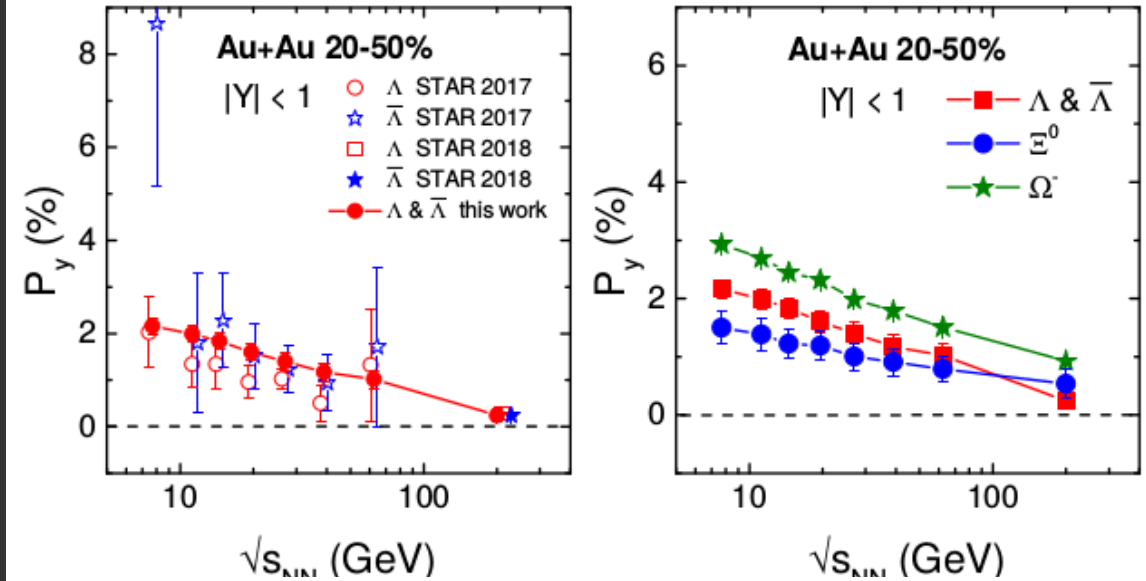 Au+Au 20-50%
|Y| < 1
Λ STAR 2017
Λ̅ STAR 2017
Λ STAR 2018
Λ̅ STAR 2018
Λ & Λ̅ this work
P_y (%)
8
6
4
2
0
10 100
√s_NN (GeV)
Au+Au 20-50%
|Y| < 1
Λ & Λ̅
Ξ⁰
Ω⁻
P_y (%)
6
4
2
0
10 100
√s_NN (GeV)